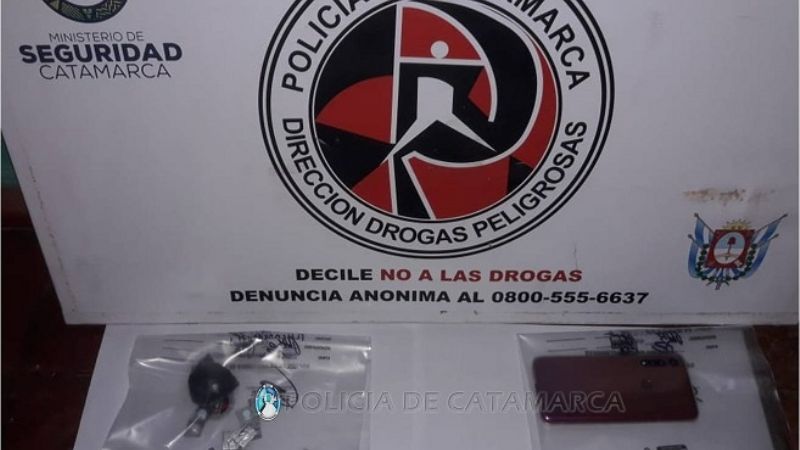 MINISTERIO DE
SEGURIDAD
CATAMARCA
POLICIA DE CATAMARCA
DIRECCION DROGAS PELIGROSAS
DECILE NO A LAS DROGAS
DENUNCIA ANONIMA AL 0800-555-6637
POLICIA DE CATAMARCA